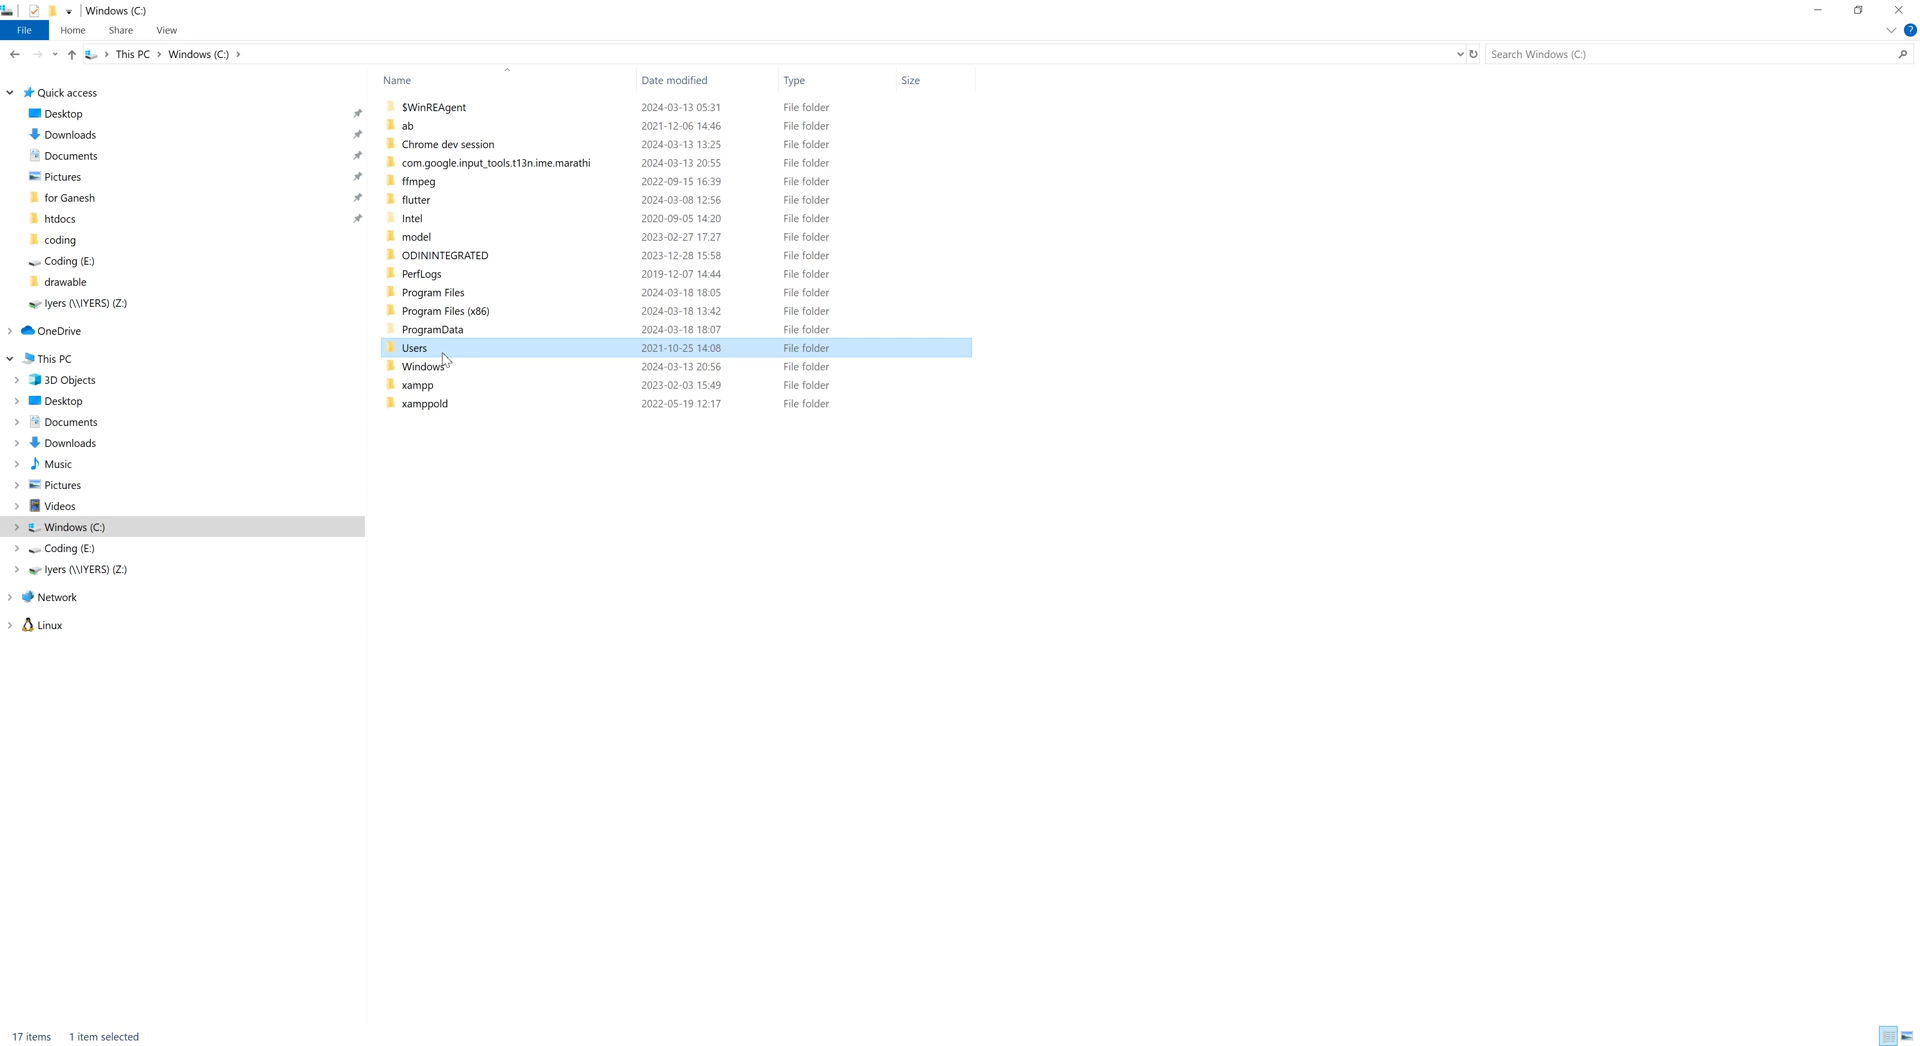 Windows (C:)
File Home Share View
This PC > Windows (C:) >
Search Windows (C:)
Name Date modified Type Size
Quick access
Desktop
Downloads
Documents
Pictures
for Ganesh
htdocs
coding
Coding (E:)
drawable
Iyers (\\IYERS) (Z:)
OneDrive
This PC
3D Objects
Desktop
Documents
Downloads
Music
Pictures
Videos
Windows (C:)
Coding (E:)
Iyers (\\IYERS) (Z:)
Network
Linux
$WinREAgent 2024-03-13 05:31 File folder
ab 2021-12-06 14:46 File folder
Chrome dev session 2024-03-13 13:25 File folder
com.google.input_tools.t13n.ime.marathi 2024-03-13 20:55 File folder
ffmpeg 2022-09-15 16:39 File folder
flutter 2024-03-08 12:56 File folder
Intel 2020-09-05 14:20 File folder
model 2023-02-27 17:27 File folder
ODININTEGRATED 2023-12-28 15:58 File folder
PerfLogs 2019-12-07 14:44 File folder
Program Files 2024-03-18 18:05 File folder
Program Files (x86) 2024-03-18 13:42 File folder
ProgramData 2024-03-18 18:07 File folder
Users 2021-10-25 14:08 File folder
Windows 2024-03-13 20:56 File folder
xampp 2023-02-03 15:49 File folder
xamppold 2022-05-19 12:17 File folder
17 items 1 item selected